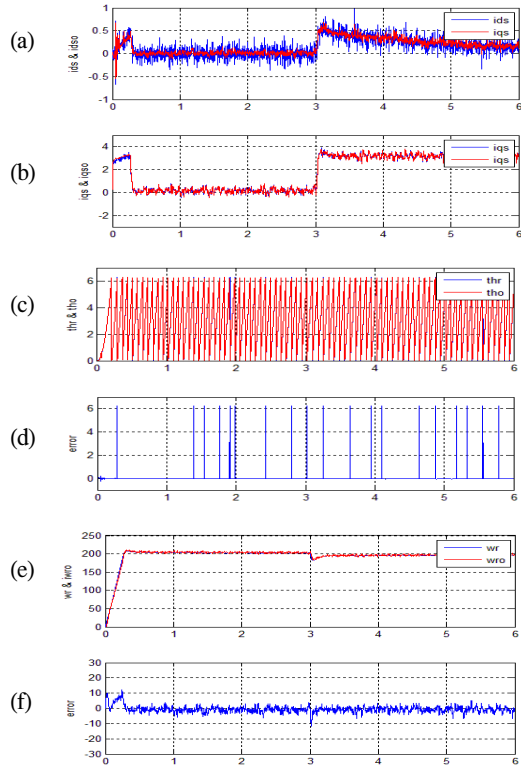 (a)
ids & idso
1
0.5
0
0.5
1
ids
iqs
0 1 2 3 4 5 6
(b)
iqs & iqso
4
2
0
-2
iqs
iqs
0 1 2 3 4 5 6
(c)
thr & tho
6
4
2
0
thr
tho
0 1 2 3 4 5 6
(d)
error
6
4
2
0
0 1 2 3 4 5 6
(e)
wr & wro
250
200
150
100
50
0
wr
wro
0 1 2 3 4 5 6
(f)
error
30
20
10
0
-10
-20
-30
0 1 2 3 4 5 6